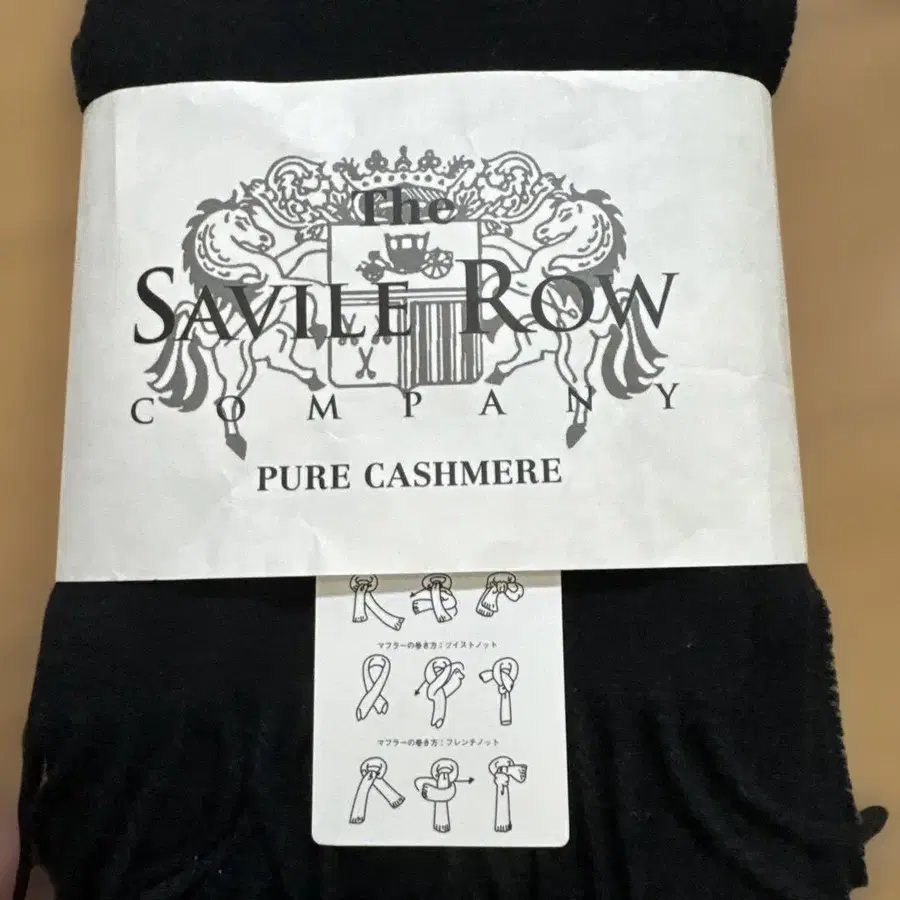 The
SAVILE ROW
COMPANY
PURE CASHMERE
マフラーの巻き方：ツイストノット
マフラーの巻き方：フレンチノット